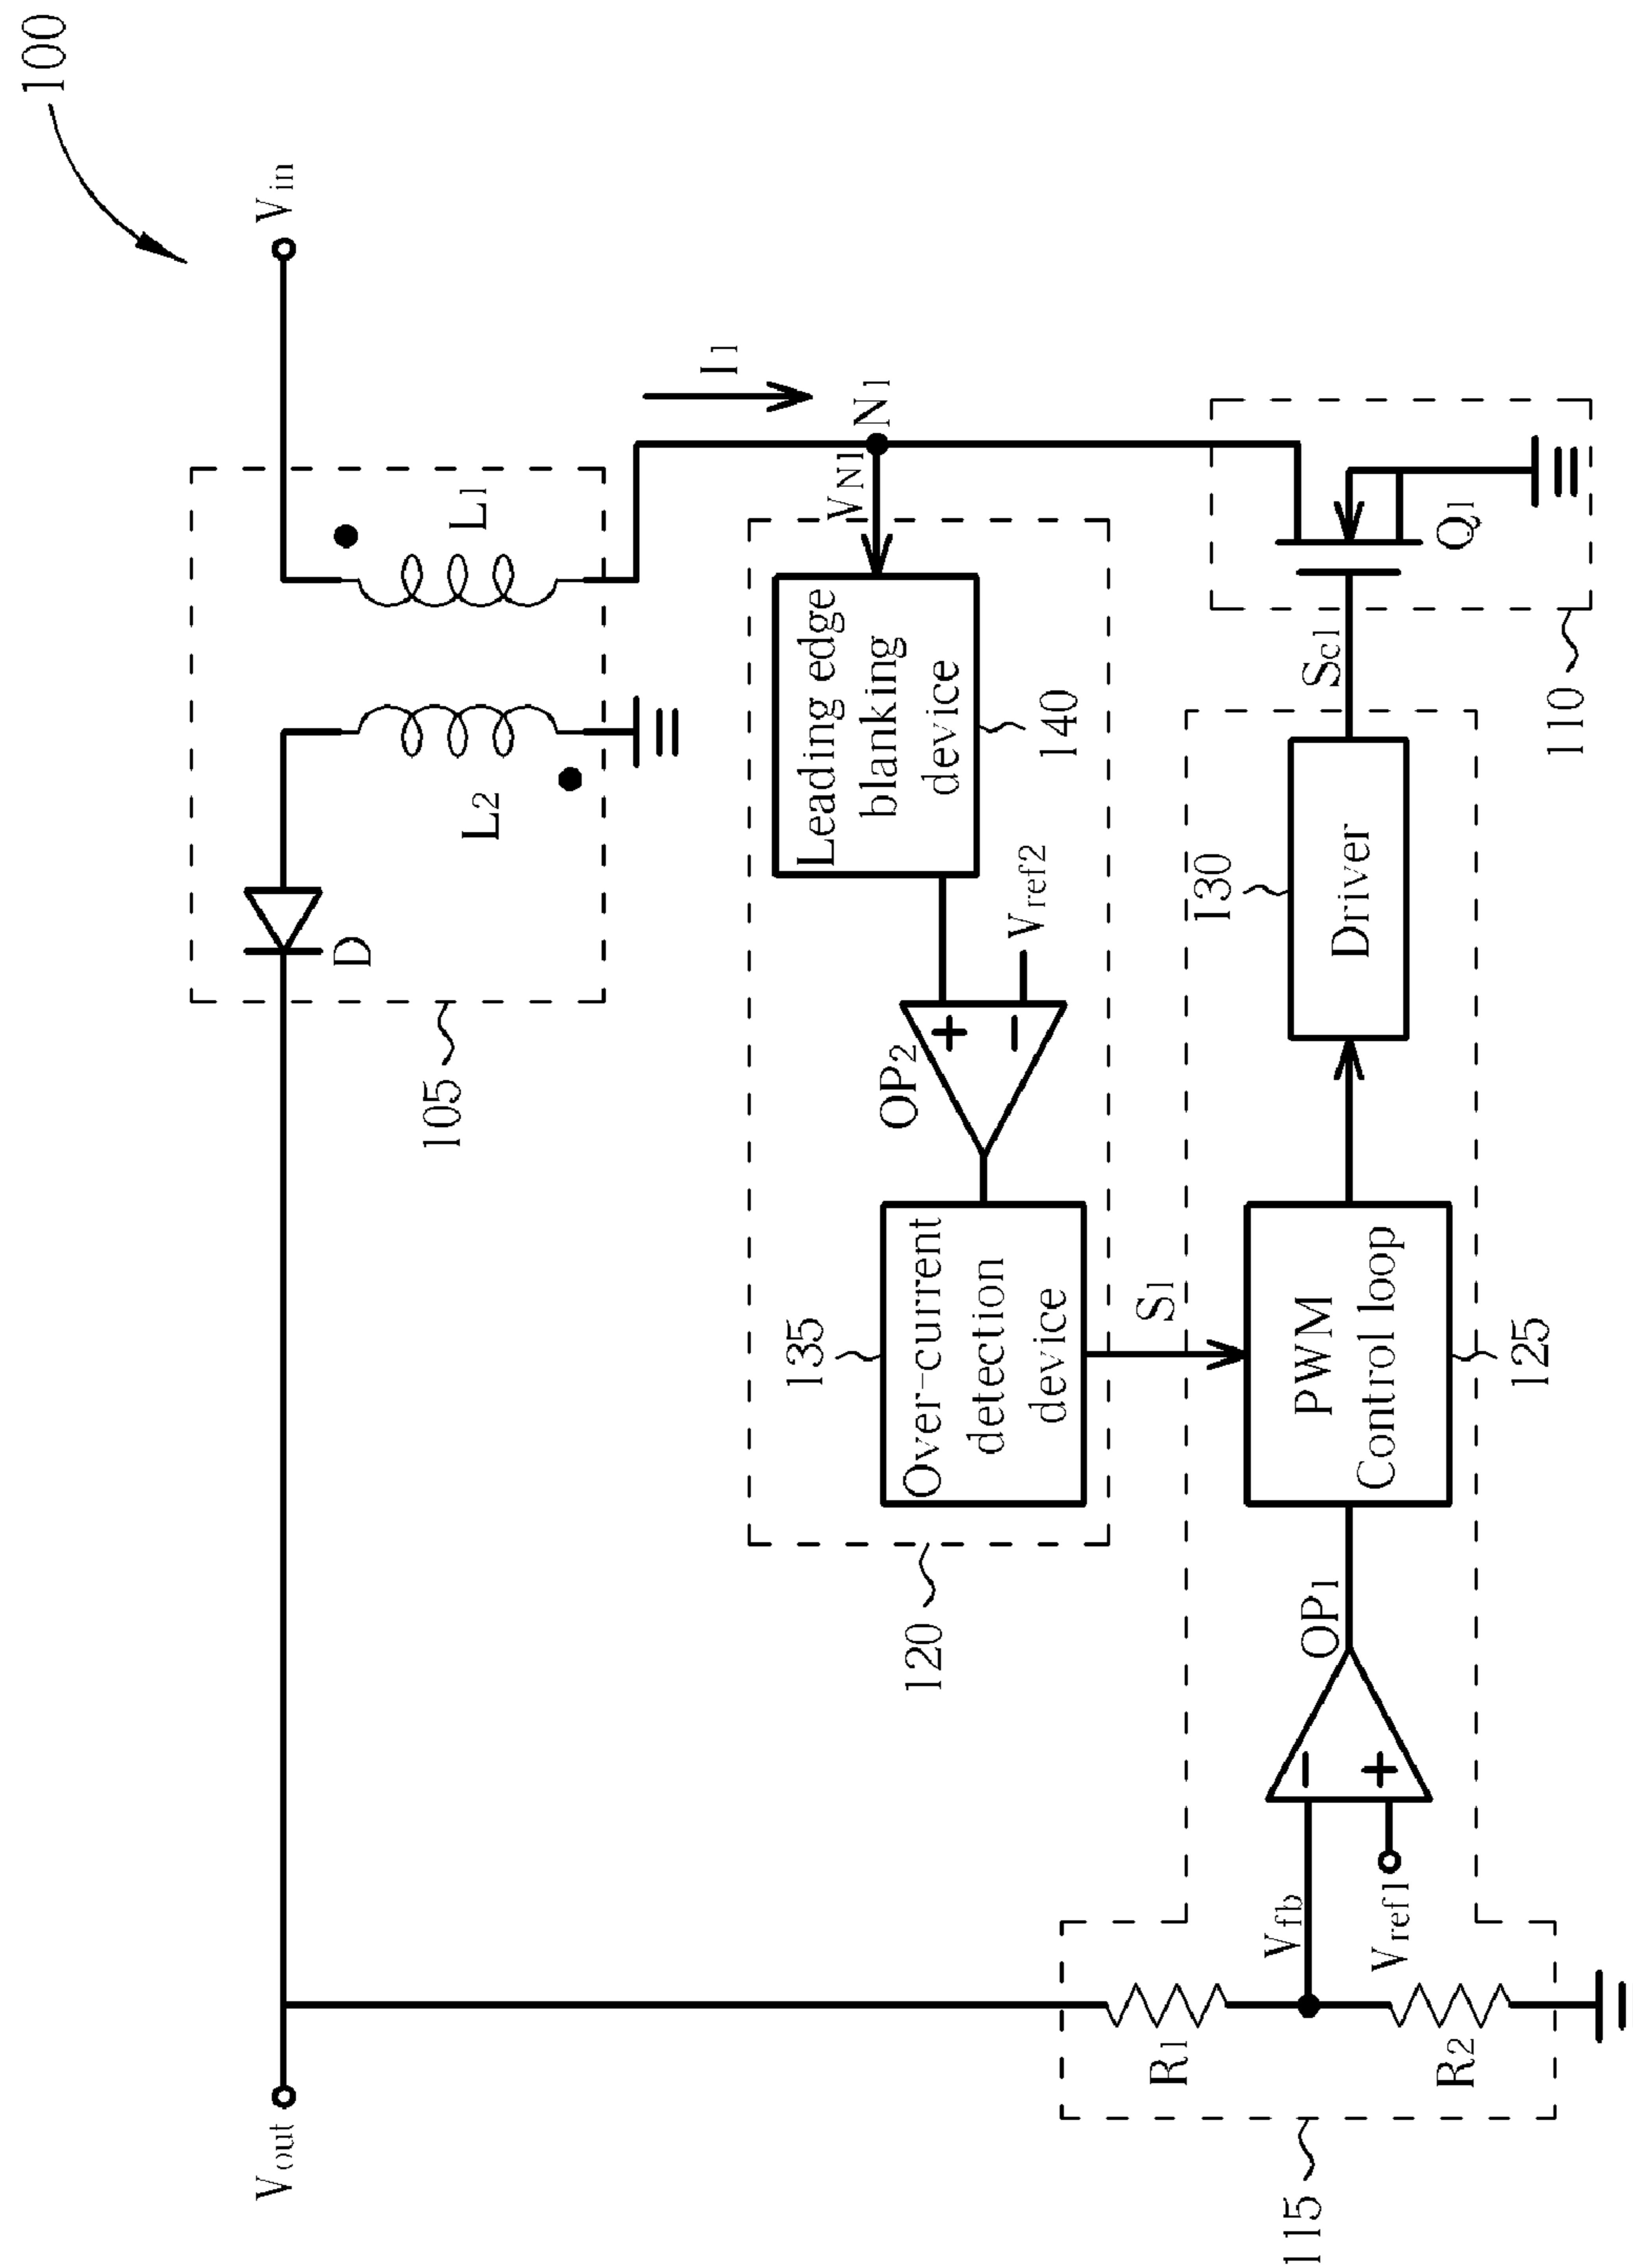 100
Vout
Vin
D
L2
L1
105
I1
N1
VN1
Leading edge
blanking
device
140
OP2
Vref2
Over-current
detection
device
135
120
S1
130
Driver
Sc1
Q1
110
PWM
Control loop
125
OP1
Vfb
Vref1
R1
R2
115